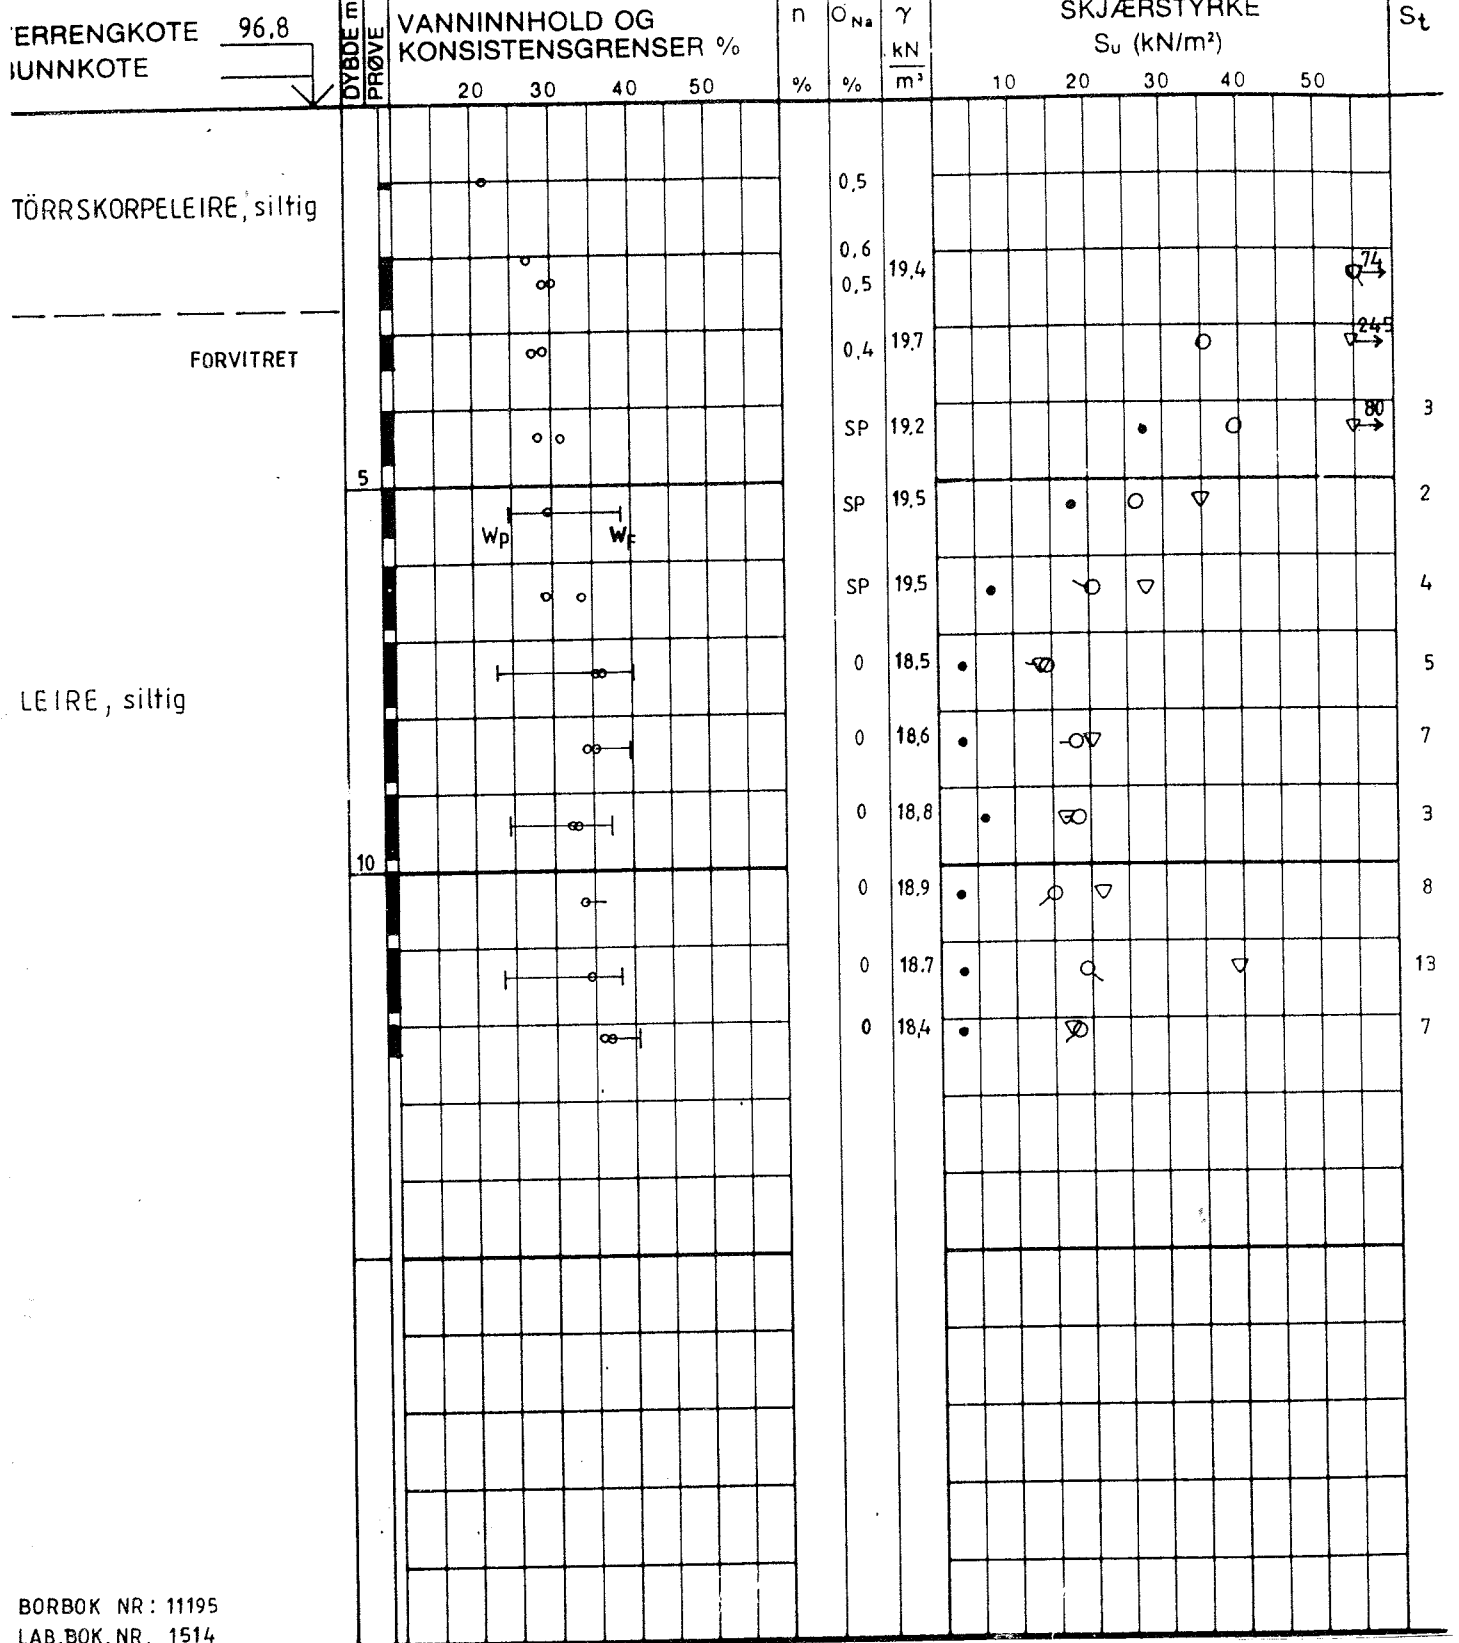 ERRENGKOTE 96,8
UNNKOTE
DYBDE m
PRØVE
VANNINNHOLD OG
KONSISTENSGRENSER %
20 30 40 50
n
%
O Na
%
γ
kN
m³
SKJÆRSTYRKE
Su (kN/m²)
10 20 30 40 50
St
TÖRRSKORPELEIRE, siltig
0,5
0,6
0,5 19,4 74
FORVITRET
0,4 19,7 245
SP 19,2 80 3
5
SP 19,5 2
Wp WF
SP 19,5 4
LEIRE, siltig
0 18,5 5
0 18,6 7
0 18,8 3
10
0 18.9 8
0 18.7 13
0 18,4 7
BORBOK NR: 11195
LAB.BOK.NR. 1514